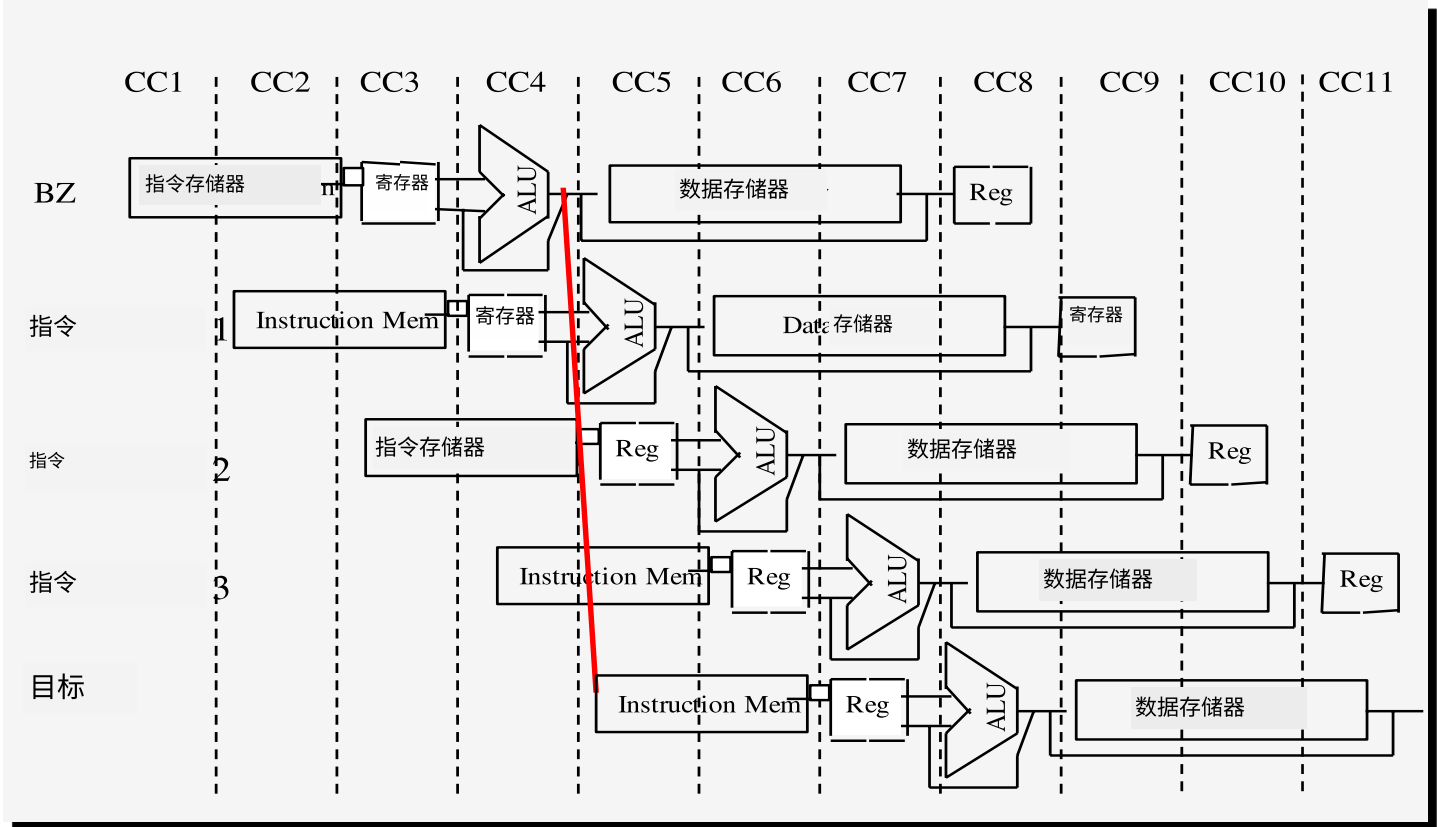 CC1 CC2 CC3 CC4 CC5 CC6 CC7 CC8 CC9 CC10 CC11
BZ 指令存储器 寄存器 ALU 数据存储器 Reg
指令 1 Instruction Mem 寄存器 ALU Data 存储器 寄存器
指令 2 指令存储器 Reg ALU 数据存储器 Reg
指令 3 Instruction Mem Reg ALU 数据存储器 Reg
目标 Instruction Mem Reg ALU 数据存储器